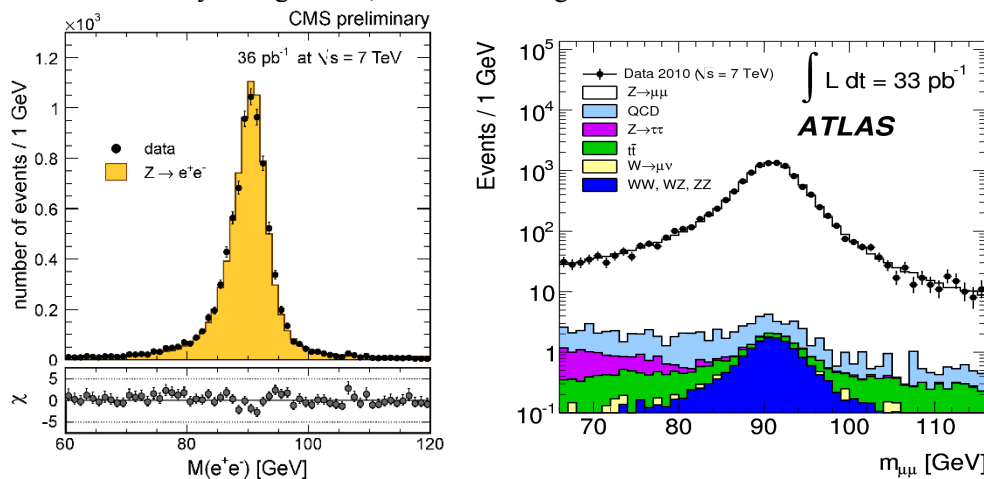 ×10³
CMS preliminary
36 pb⁻¹ at √s = 7 TeV
data
Z → e⁺e⁻
number of events / 1 GeV
1.2
1
0.8
0.6
0.4
0.2
0
χ
5
0
-5
60
80
100
120
M(e⁺e⁻) [GeV]
Events / 1 GeV
10⁵
10⁴
10³
10²
10
1
10⁻¹
Data 2010 (√s = 7 TeV)
Z→μμ
QCD
Z→ττ
tt̄
W→μν
WW, WZ, ZZ
∫ L dt = 33 pb⁻¹
ATLAS
70
80
90
100
110
m_μμ [GeV]